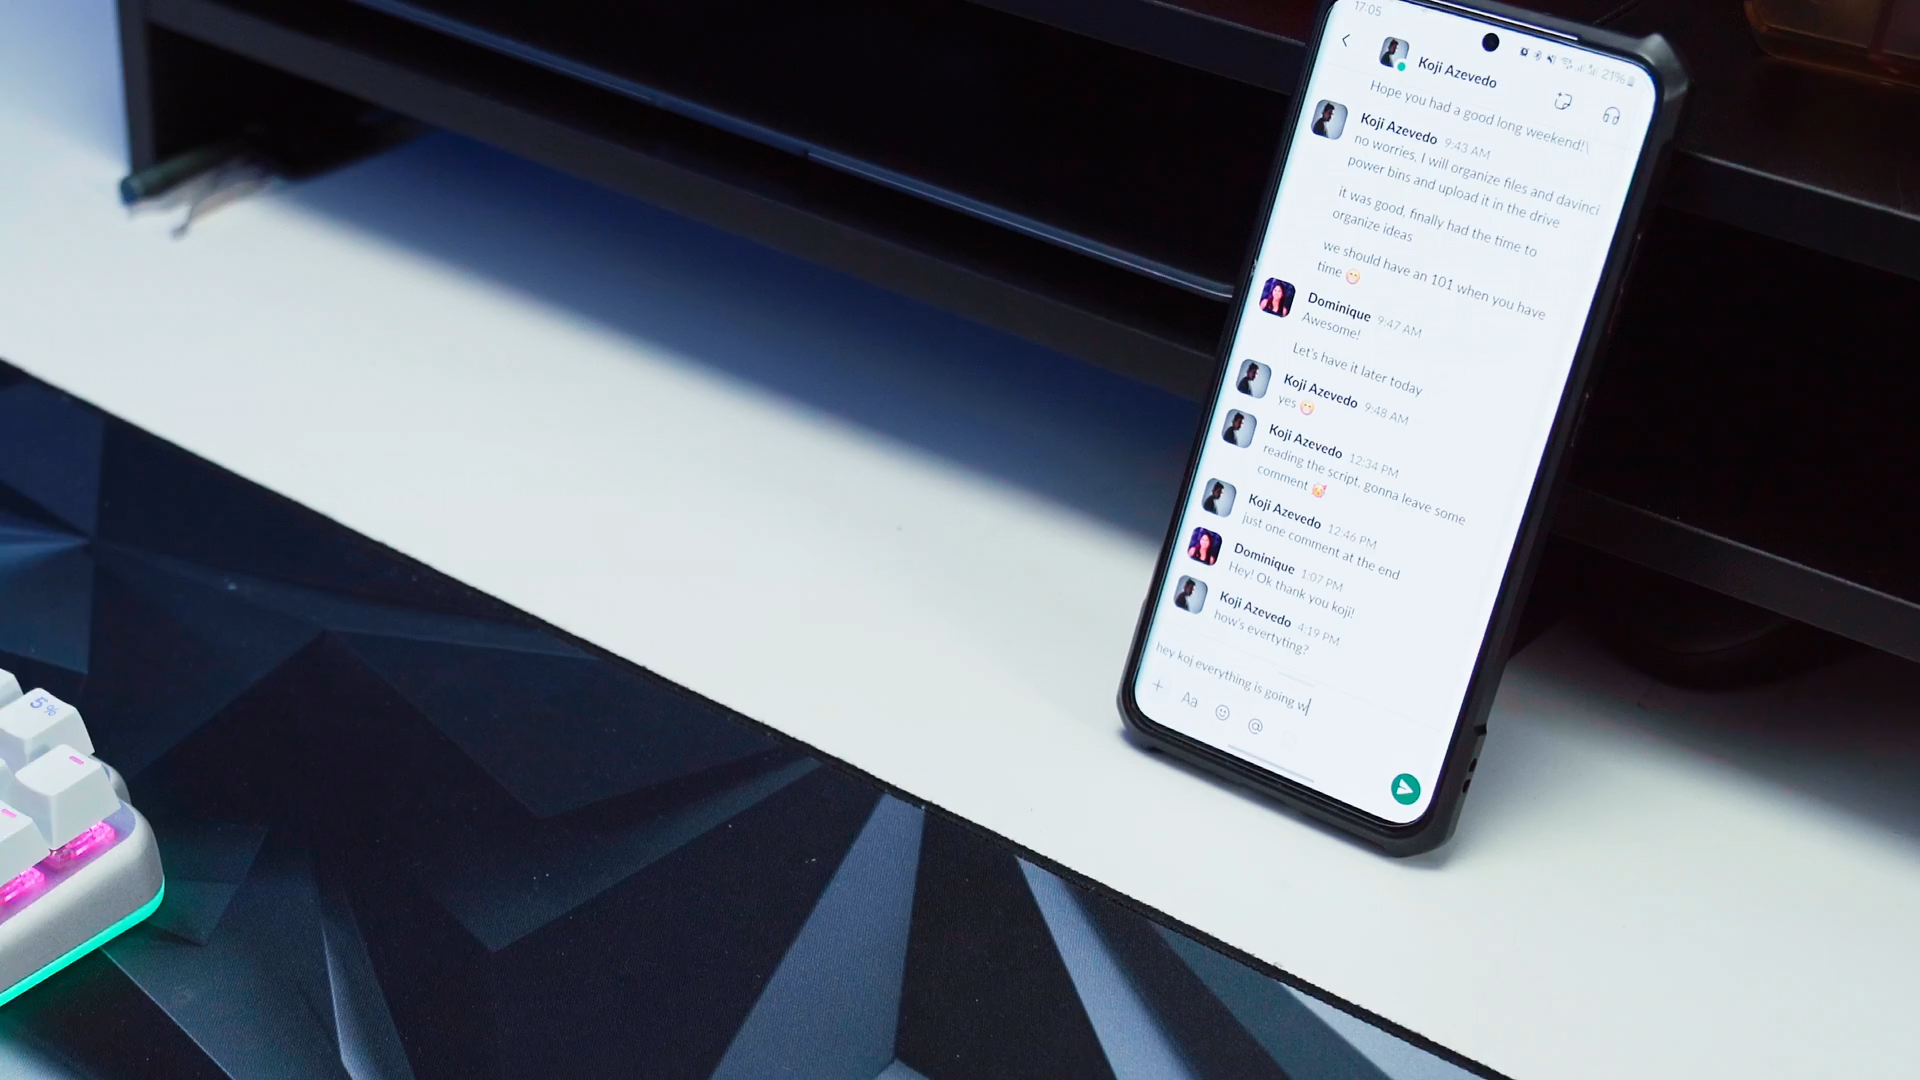 17:05
21%
Koji Azevedo
Hope you had a good long weekend!\
Koji Azevedo 9:43 AM
no worries, I will organize files and davinci
power bins and upload it in the drive
it was good, finally had the time to
organize ideas
we should have an 101 when you have
time 😁
Dominique 9:47 AM
Awesome!
Let's have it later today
Koji Azevedo 9:48 AM
yes 😁
Koji Azevedo 12:34 PM
reading the script, gonna leave some
comment 🥰
Koji Azevedo 12:46 PM
just one comment at the end
Dominique 1:07 PM
Hey! Ok thank you koji!
Koji Azevedo 4:19 PM
how's evertyting?
hey koj everything is going w
+ Aa @
5%